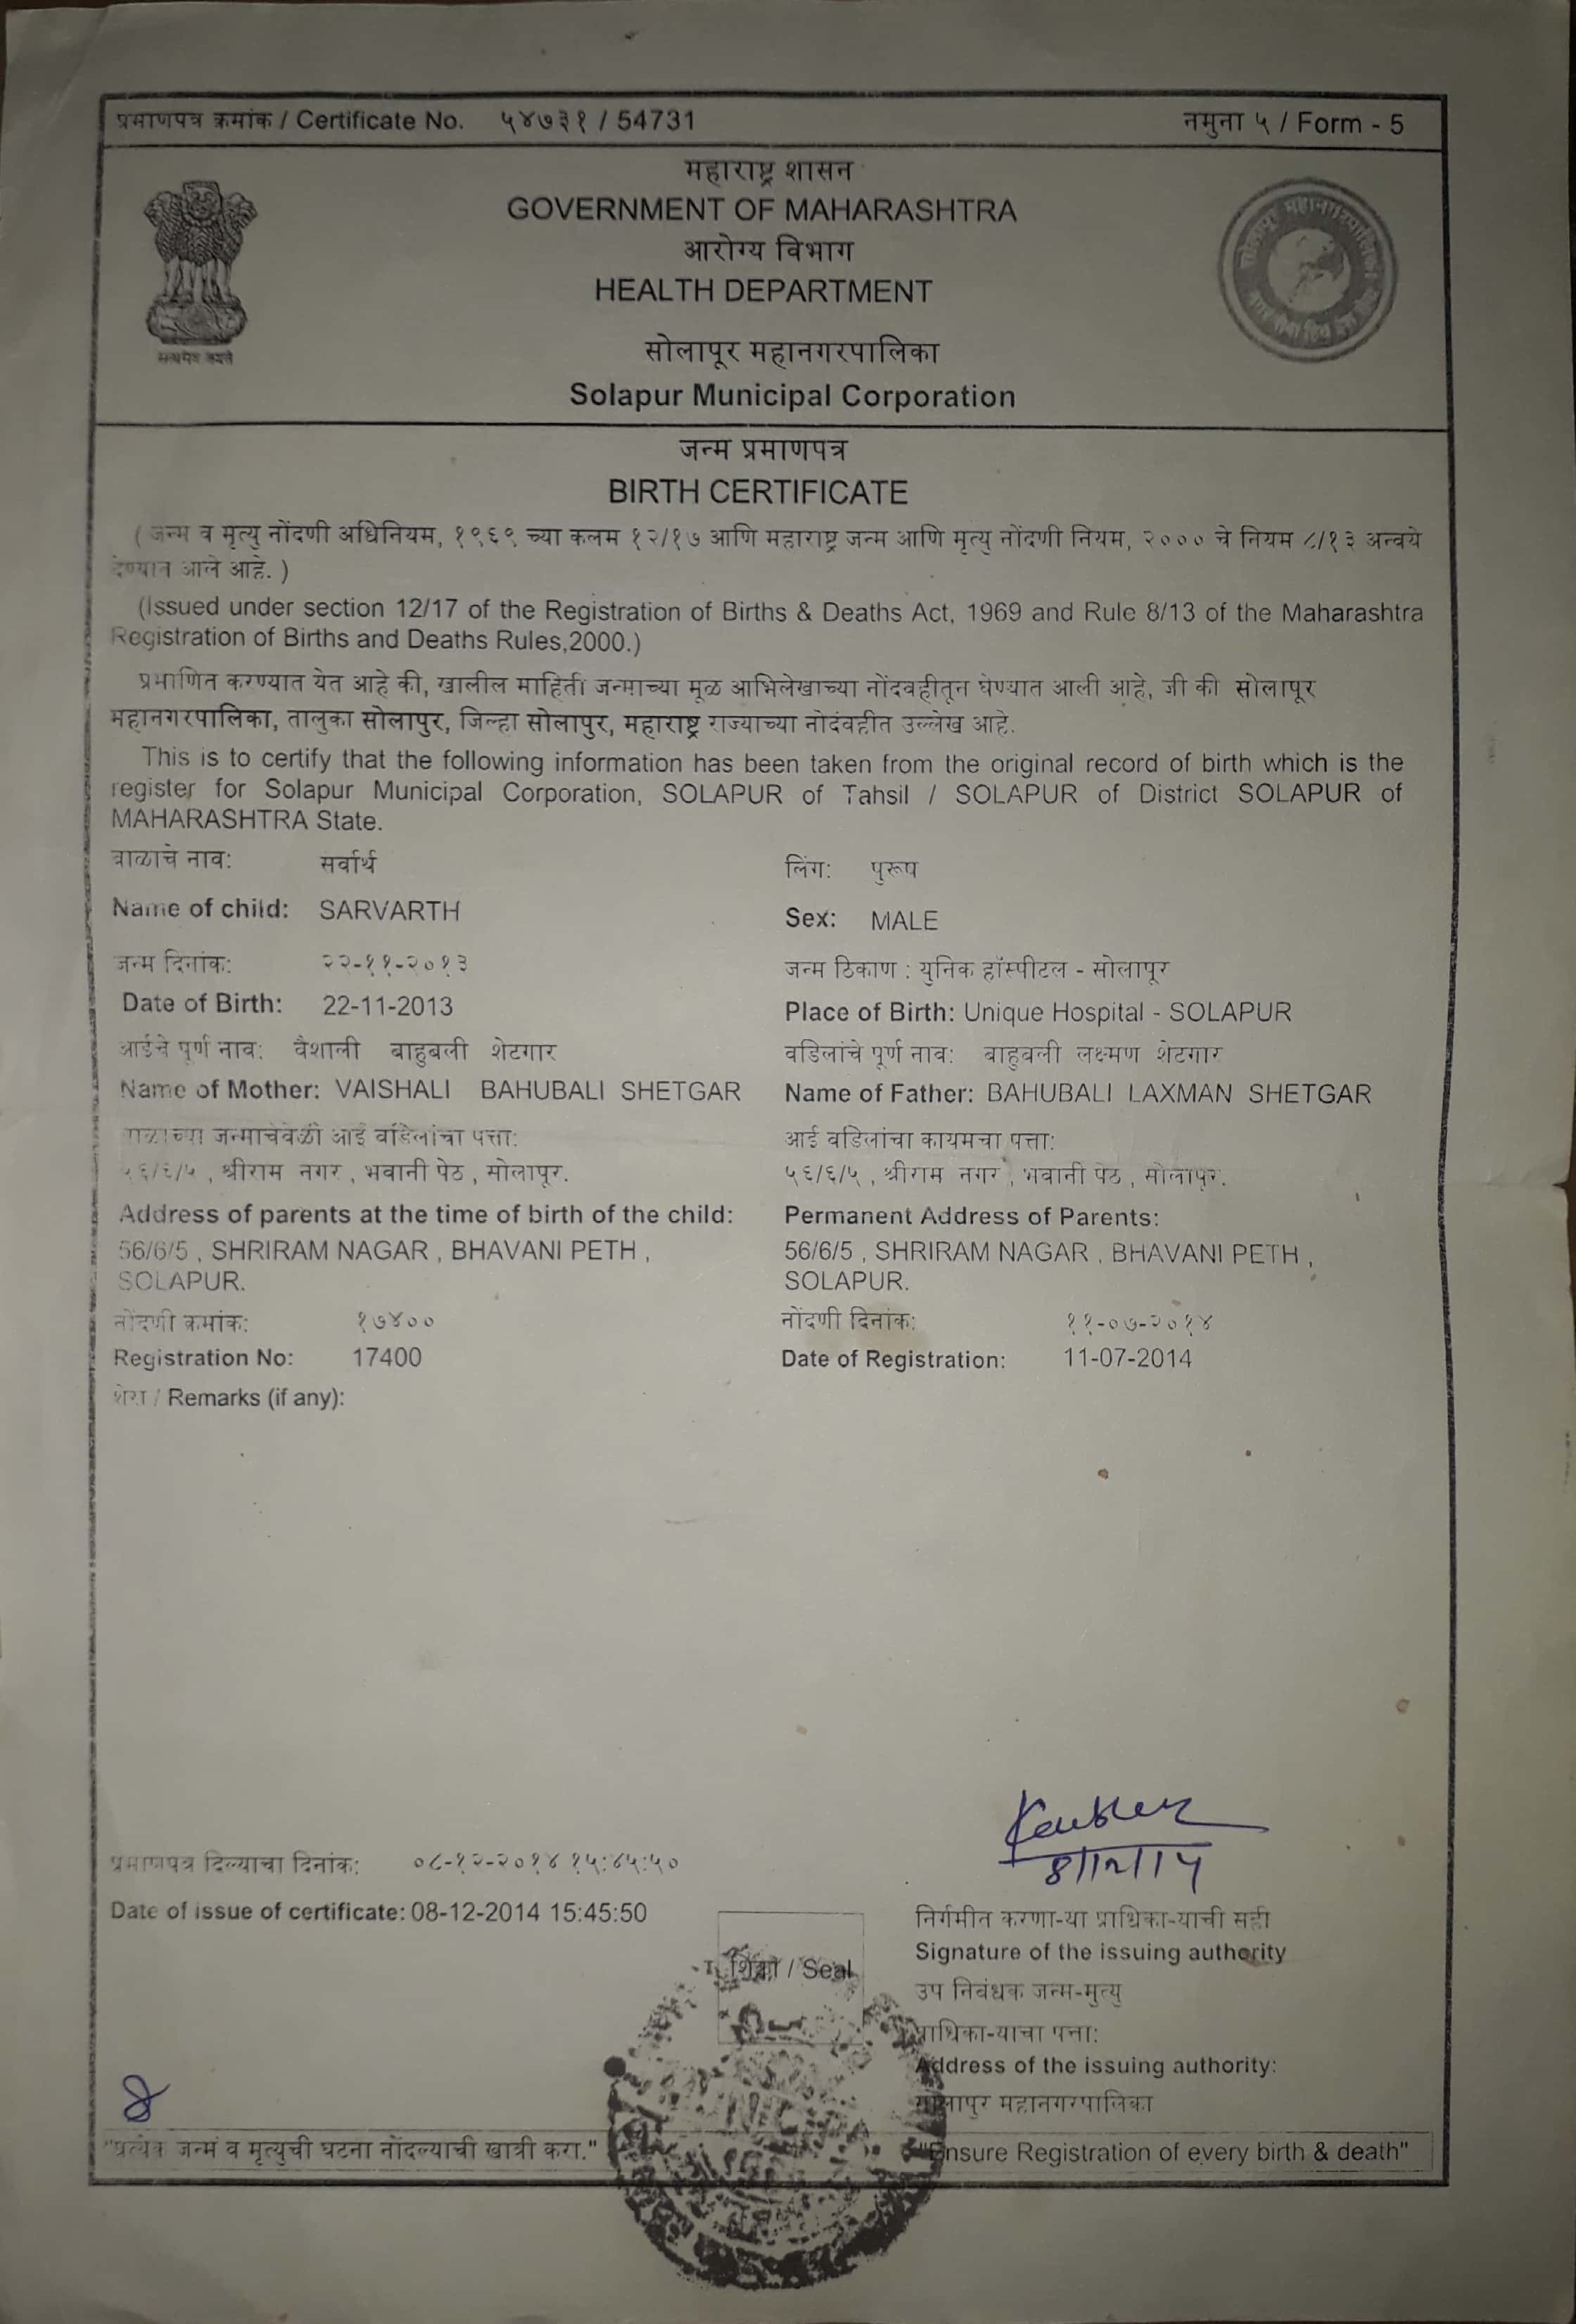 प्रमाणपत्र क्रमांक / Certificate No. ५४७३१ / 54731 नमुना ५ / Form - 5
महाराष्ट्र शासन
GOVERNMENT OF MAHARASHTRA
आरोग्य विभाग
HEALTH DEPARTMENT
सोलापूर महानगरपालिका
Solapur Municipal Corporation
सत्यमेव जयते
जन्म प्रमाणपत्र
BIRTH CERTIFICATE
( जन्म व मृत्यु नोंदणी अधिनियम, १९६९ च्या कलम १२/१७ आणि महाराष्ट्र जन्म आणि मृत्यु नोंदणी नियम, २००० चे नियम ८/१३ अन्वये
देण्यात आले आहे. )
(Issued under section 12/17 of the Registration of Births & Deaths Act, 1969 and Rule 8/13 of the Maharashtra
Registration of Births and Deaths Rules,2000.)
प्रमाणित करण्यात येत आहे की, खालील माहिती जन्माच्या मूळ आभिलेखाच्या नोंदवहीतून घेण्यात आली आहे, जी की सोलापूर
महानगरपालिका, तालुका सोलापुर, जिल्हा सोलापुर, महाराष्ट्र राज्याच्या नोदंवहीत उल्लेख आहे.
This is to certify that the following information has been taken from the original record of birth which is the
register for Solapur Municipal Corporation, SOLAPUR of Tahsil / SOLAPUR of District SOLAPUR of
MAHARASHTRA State.
बाळाचे नाव: सर्वार्थ लिंग: पुरूष
Name of child: SARVARTH Sex: MALE
जन्म दिनांक: २२-११-२०१३ जन्म ठिकाण : युनिक हॉस्पीटल - सोलापूर
Date of Birth: 22-11-2013 Place of Birth: Unique Hospital - SOLAPUR
आईचे पुर्ण नाव: वैशाली बाहुबली शेटगार वडिलांचे पूर्ण नाव: बाहुबली लक्ष्मण शेटगार
Name of Mother: VAISHALI BAHUBALI SHETGAR Name of Father: BAHUBALI LAXMAN SHETGAR
बाळाच्या जन्माचेवेळी आई वडिलांचा पत्ता: आई वडिलांचा कायमचा पत्ता:
५६/६/५ , श्रीराम नगर , भवानी पेठ , सोलापूर. ५६/६/५ , श्रीराम नगर , भवानी पेठ , सोलापुर.
Address of parents at the time of birth of the child: Permanent Address of Parents:
56/6/5 , SHRIRAM NAGAR , BHAVANI PETH , 56/6/5 , SHRIRAM NAGAR , BHAVANI PETH ,
SOLAPUR. SOLAPUR.
नोंदणी क्रमांक: १७४०० नोंदणी दिनांक: ११-०७-२०१४
Registration No: 17400 Date of Registration: 11-07-2014
शेरा / Remarks (if any):
प्रमाणपत्र दिल्याचा दिनांक: ०८-१२-२०१४ १५:४५:५०
Date of issue of certificate: 08-12-2014 15:45:50
निर्गमीत करणा-या प्राधिका-याची सही
शिक्का / Seal Signature of the issuing authority
उप निबंधक जन्म-मुत्यु
प्राधिका-याचा पत्ता:
Address of the issuing authority:
सोलापुर महानगरपालिका
"प्रत्येक जन्म व मृत्युची घटना नोंदल्याची खात्री करा." "Ensure Registration of every birth & death"